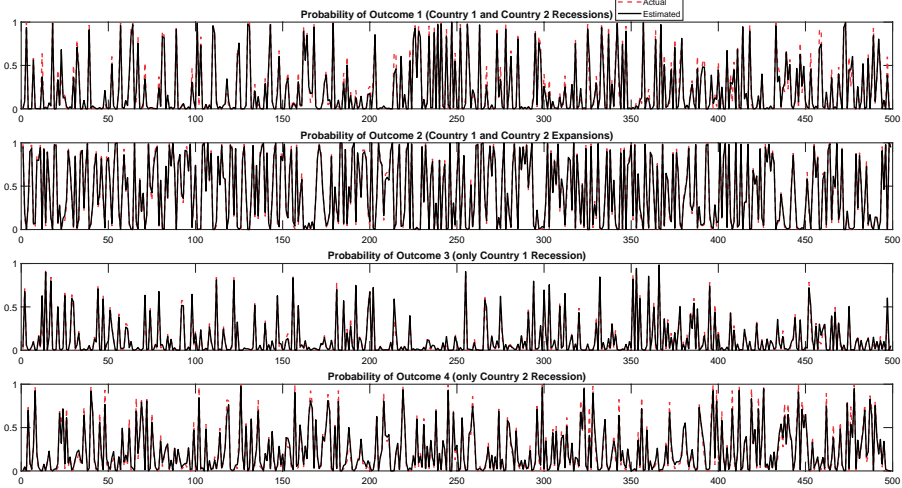 Actual
Estimated
Probability of Outcome 1 (Country 1 and Country 2 Recessions)
1
0.5
0
0 50 100 150 200 250 300 350 400 450 500
Probability of Outcome 2 (Country 1 and Country 2 Expansions)
1
0.5
0
0 50 100 150 200 250 300 350 400 450 500
Probability of Outcome 3 (only Country 1 Recession)
1
0.5
0
0 50 100 150 200 250 300 350 400 450 500
Probability of Outcome 4 (only Country 2 Recession)
1
0.5
0
0 50 100 150 200 250 300 350 400 450 500